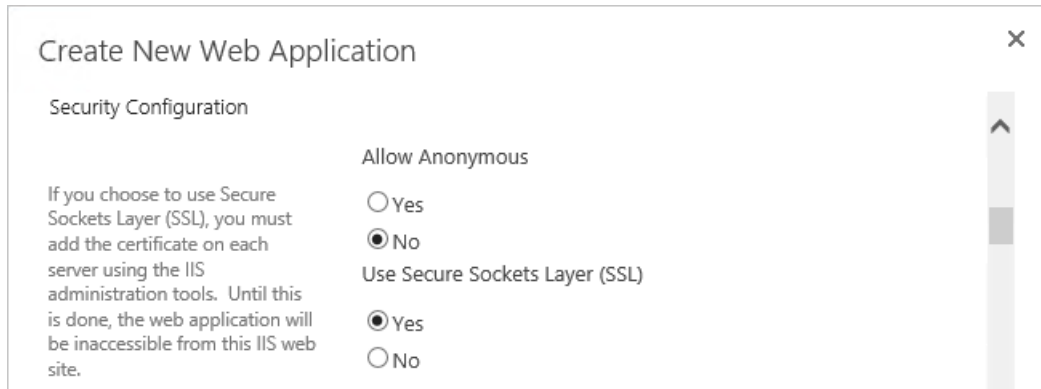 Create New Web Application
Security Configuration
If you choose to use Secure
Sockets Layer (SSL), you must
add the certificate on each
server using the IIS
administration tools.  Until this
is done, the web application will
be inaccessible from this IIS web
site.
Allow Anonymous
Yes
No
Use Secure Sockets Layer (SSL)
Yes
No